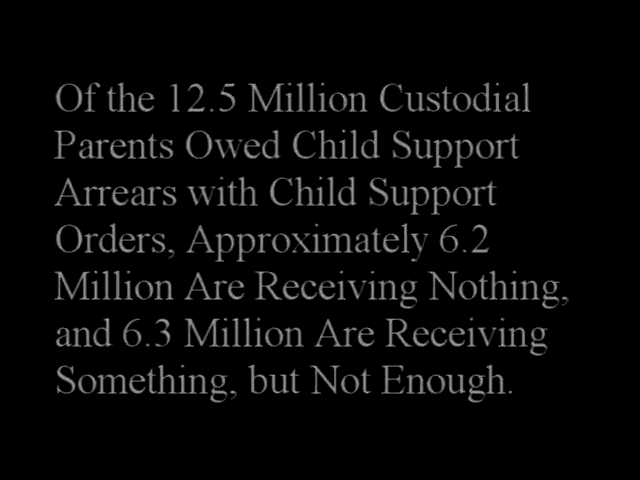 Of the 12.5 Million Custodial
Parents Owed Child Support
Arrears with Child Support
Orders, Approximately 6.2
Million Are Receiving Nothing,
and 6.3 Million Are Receiving
Something, but Not Enough.